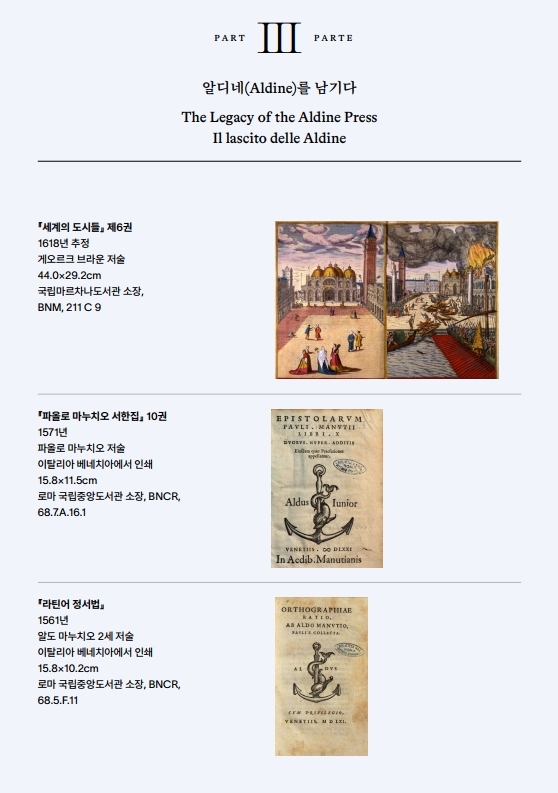 PART III PARTE
알디네(Aldine)를 남기다
The Legacy of the Aldine Press
Il lascito delle Aldine
『세계의 도시들』 제6권
1618년 추정
게오르크 브라운 저술
44.0×29.2cm
국립마르차나도서관 소장,
BNM, 211 C 9
『파올로 마누치오 서한집』 10권
1571년
파올로 마누치오 저술
이탈리아 베네치아에서 인쇄
15.8×11.5cm
로마 국립중앙도서관 소장, BNCR,
68.7.A.16.1
EPISTOLARVM
PAVLI . MANVTII
LIBRI . X
DVOBVS . NVPER . ADDITIS
Aldus Iunior
VENETIIS . ∞ DLXXI
In Aedib. Manutianis
『라틴어 정서법』
1561년
알도 마누치오 2세 저술
이탈리아 베네치아에서 인쇄
15.8×10.2cm
로마 국립중앙도서관 소장, BNCR,
68.5.F.11
ORTHOGRAPHIAE
RATIO,
AB ALDO MANVTIO,
PAVLI F. COLLECTA.
AL DVS
CVM PRIVILEGIO,
VENETIIS, M D LXI.